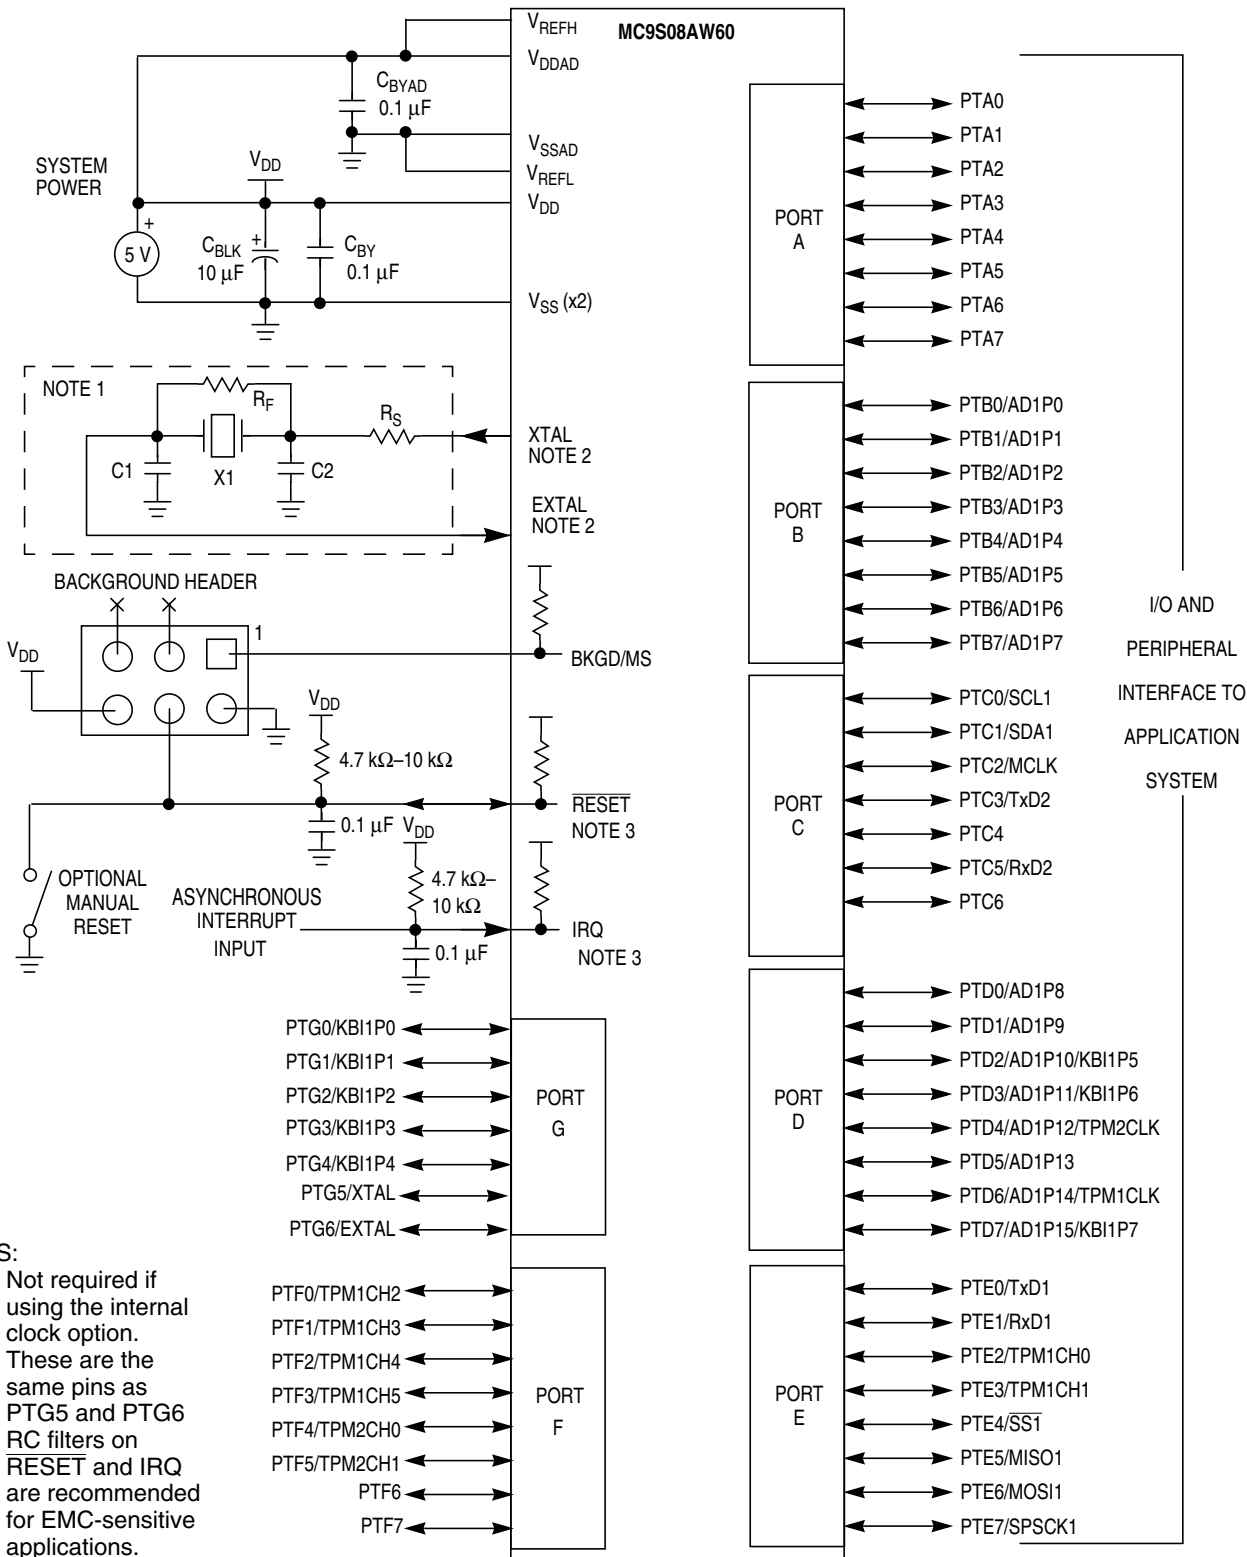 MC9S08AW60
VREFH
VDDAD
CBYAD
0.1 μF
VSSAD
VREFL
SYSTEM
POWER
VDD
VDD
+
5 V
CBLK
+
10 μF
CBY
0.1 μF
VSS (x2)
NOTE 1
RF
RS
C1
X1
C2
XTAL
NOTE 2
EXTAL
NOTE 2
BACKGROUND HEADER
1
VDD
BKGD/MS
VDD
4.7 kΩ–10 kΩ
RESET
NOTE 3
0.1 μF
VDD
OPTIONAL
MANUAL
RESET
ASYNCHRONOUS
INTERRUPT
INPUT
4.7 kΩ–
10 kΩ
IRQ
NOTE 3
0.1 μF
PTG0/KBI1P0
PTG1/KBI1P1
PTG2/KBI1P2
PTG3/KBI1P3
PTG4/KBI1P4
PTG5/XTAL
PTG6/EXTAL
PORT
G
PTF0/TPM1CH2
PTF1/TPM1CH3
PTF2/TPM1CH4
PTF3/TPM1CH5
PTF4/TPM2CH0
PTF5/TPM2CH1
PTF6
PTF7
PORT
F
S:
Not required if
using the internal
clock option.
These are the
same pins as
PTG5 and PTG6
RC filters on
RESET and IRQ
are recommended
for EMC-sensitive
applications.
PORT
A
PTA0
PTA1
PTA2
PTA3
PTA4
PTA5
PTA6
PTA7
PORT
B
PTB0/AD1P0
PTB1/AD1P1
PTB2/AD1P2
PTB3/AD1P3
PTB4/AD1P4
PTB5/AD1P5
PTB6/AD1P6
PTB7/AD1P7
PORT
C
PTC0/SCL1
PTC1/SDA1
PTC2/MCLK
PTC3/TxD2
PTC4
PTC5/RxD2
PTC6
PORT
D
PTD0/AD1P8
PTD1/AD1P9
PTD2/AD1P10/KBI1P5
PTD3/AD1P11/KBI1P6
PTD4/AD1P12/TPM2CLK
PTD5/AD1P13
PTD6/AD1P14/TPM1CLK
PTD7/AD1P15/KBI1P7
PORT
E
PTE0/TxD1
PTE1/RxD1
PTE2/TPM1CH0
PTE3/TPM1CH1
PTE4/SS1
PTE5/MISO1
PTE6/MOSI1
PTE7/SPSCK1
I/O AND
PERIPHERAL
INTERFACE TO
APPLICATION
SYSTEM